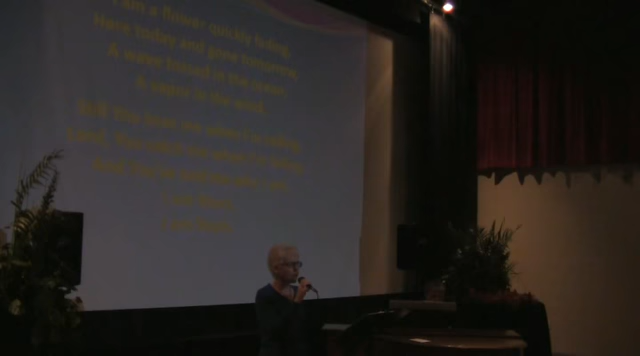 I am a flower quickly fading,
Here today and gone tomorrow,
A wave tossed in the ocean,
A vapor in the wind.
Still You hear me when I'm calling,
Lord, You catch me when I'm falling
And You've told me who I am
I am Yours,
I am Yours